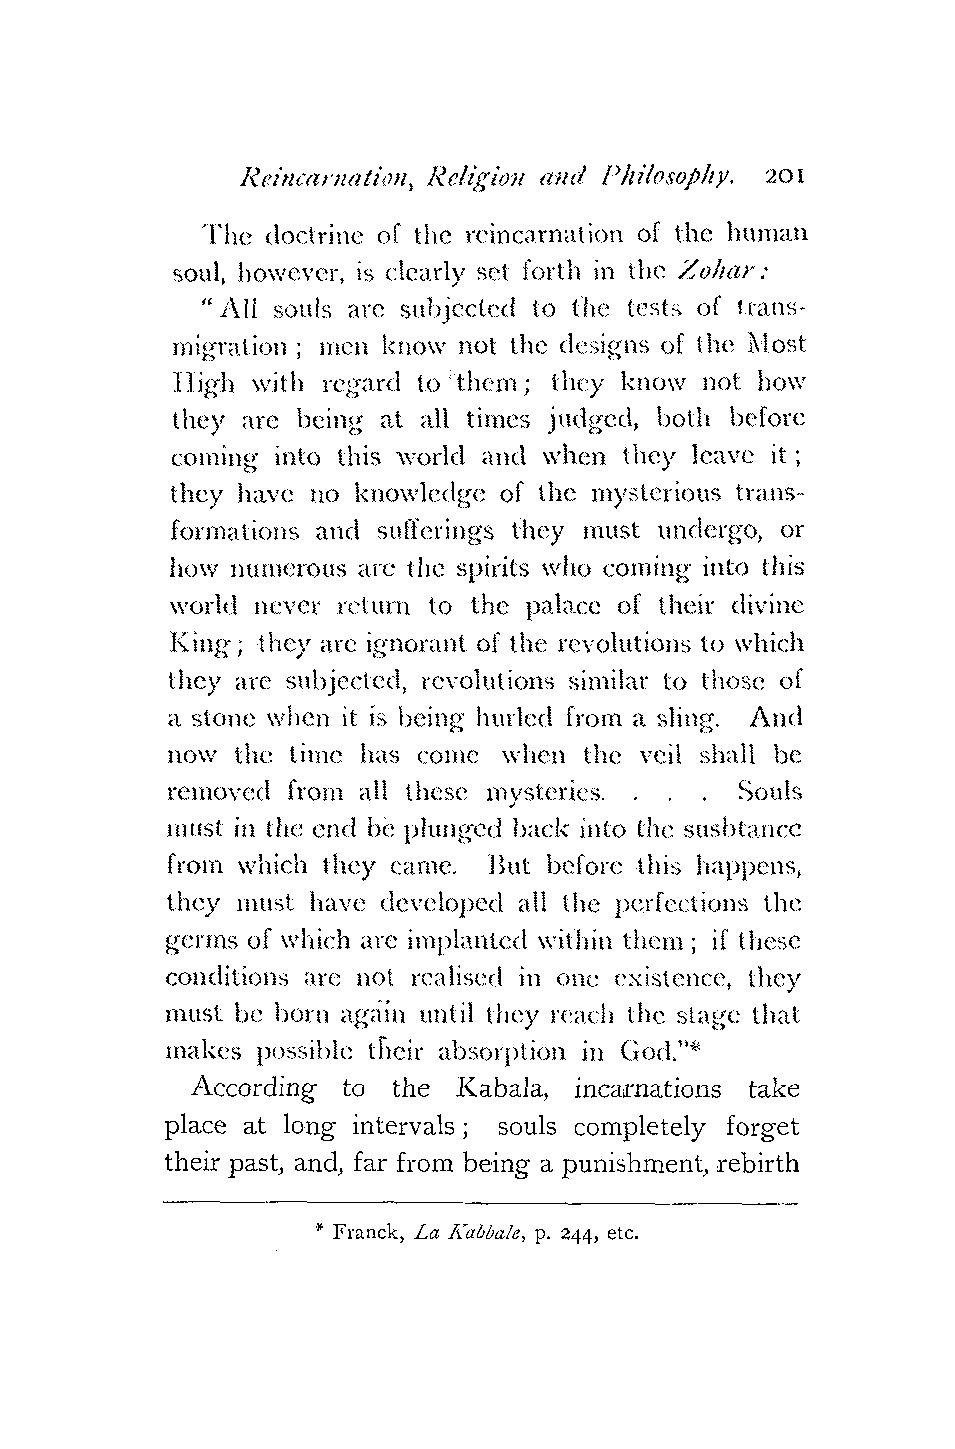 Reincarnation, Religion and Philosophy. 201
The doctrine of the reincarnation of the human
soul, however, is clearly set forth in the Zohar:
"All souls are subjected to the tests of trans-
migration ; men know not the designs of the Most
High with regard to them ; they know not how
they are being at all times judged, both before
coming into this world and when they leave it ;
they have no knowledge of the mysterious trans-
formations and sufferings they must undergo, or
how numerous are the spirits who coming into this
world never return to the palace of their divine
King ; they are ignorant of the revolutions to which
they are subjected, revolutions similar to those of
a stone when it is being hurled from a sling. And
now the time has come when the veil shall be
removed from all these mysteries. . . . Souls
must in the end be plunged back into the susbtance
from which they came. But before this happens,
they must have developed all the perfections the
germs of which are implanted within them ; if these
conditions are not realised in one existence, they
must be born again until they reach the stage that
makes possible their absorption in God."*
According to the Kabala, incarnations take
place at long intervals ; souls completely forget
their past, and, far from being a punishment, rebirth
* Franck, La Kabbale, p. 244, etc.